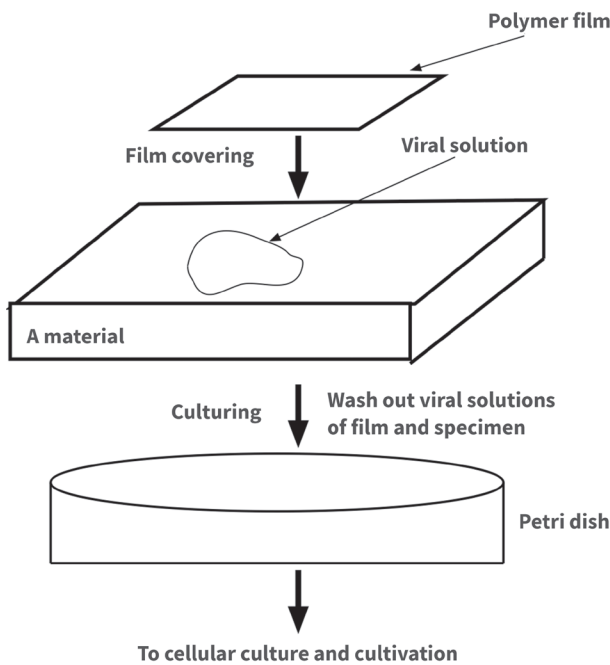 Polymer film
Film covering
Viral solution
A material
Culturing
Wash out viral solutions
of film and specimen
Petri dish
To cellular culture and cultivation